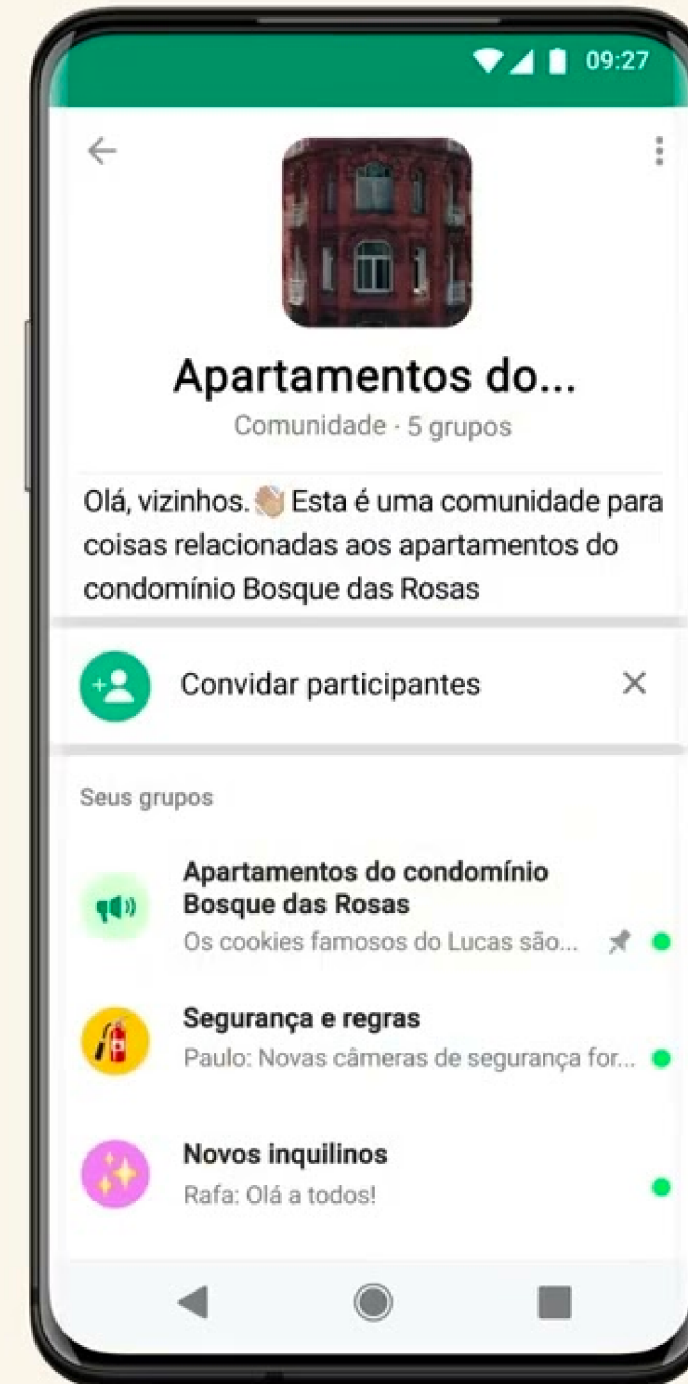 09:27
Apartamentos do...
Comunidade · 5 grupos
Olá, vizinhos.👋🏼 Esta é uma comunidade para
coisas relacionadas aos apartamentos do
condomínio Bosque das Rosas
Convidar participantes
Seus grupos
Apartamentos do condomínio
Bosque das Rosas
Os cookies famosos do Lucas são...
Segurança e regras
Paulo: Novas câmeras de segurança for...
Novos inquilinos
Rafa: Olá a todos!